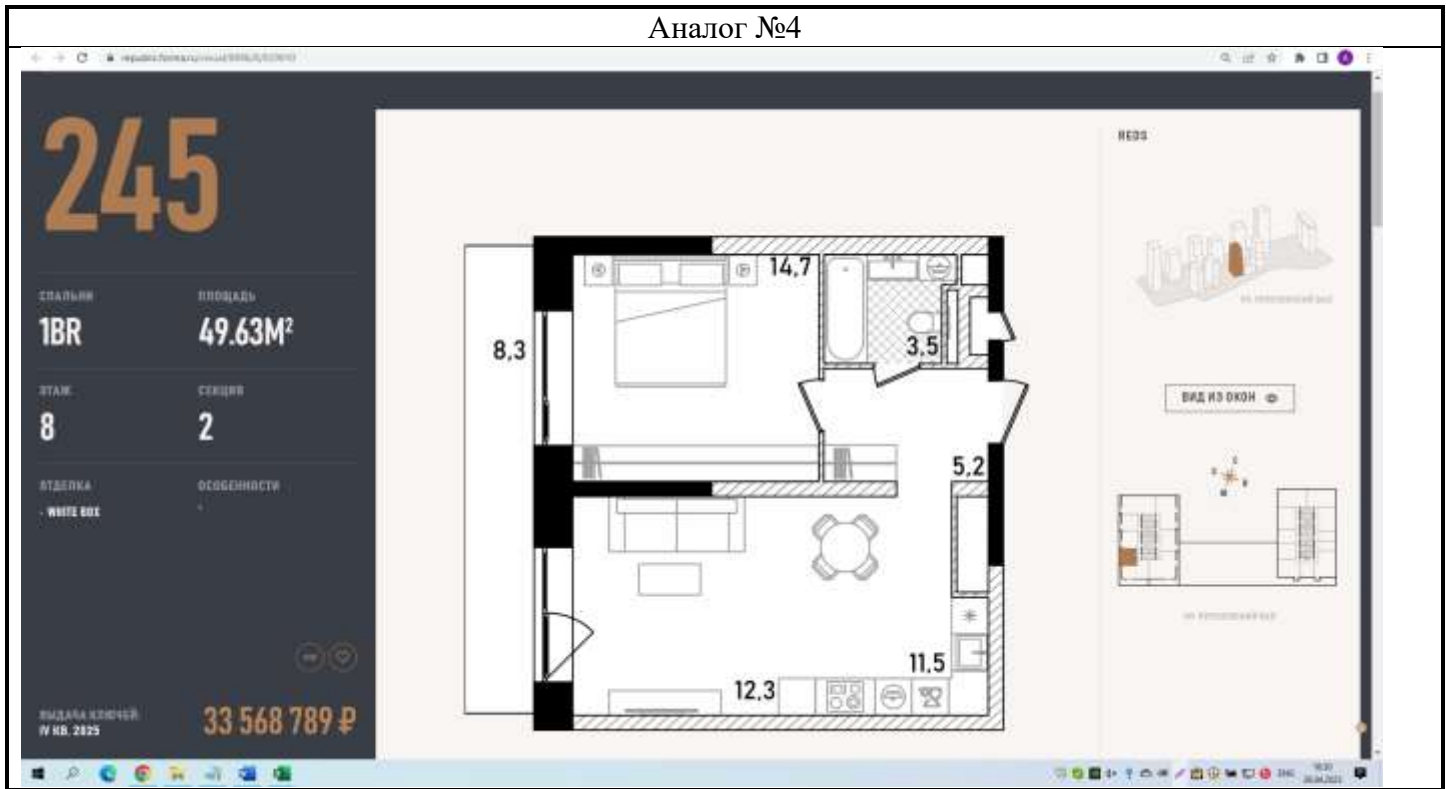 Аналог №4
245
REDS
14,7
СПАЛЬНИ ПЛОЩАДЬ
1BR 49.63М²
3,5
8,3
ЭТАЖ СЕКЦИЯ
8 2
ВИД ИЗ ОКОН
5,2
ОТДЕЛКА ОСОБЕННОСТИ
- WHITE BOX -
11,5
12,3
ВЫДАЧА КЛЮЧЕЙ
IV КВ. 2025 33 568 789 ₽
ENG